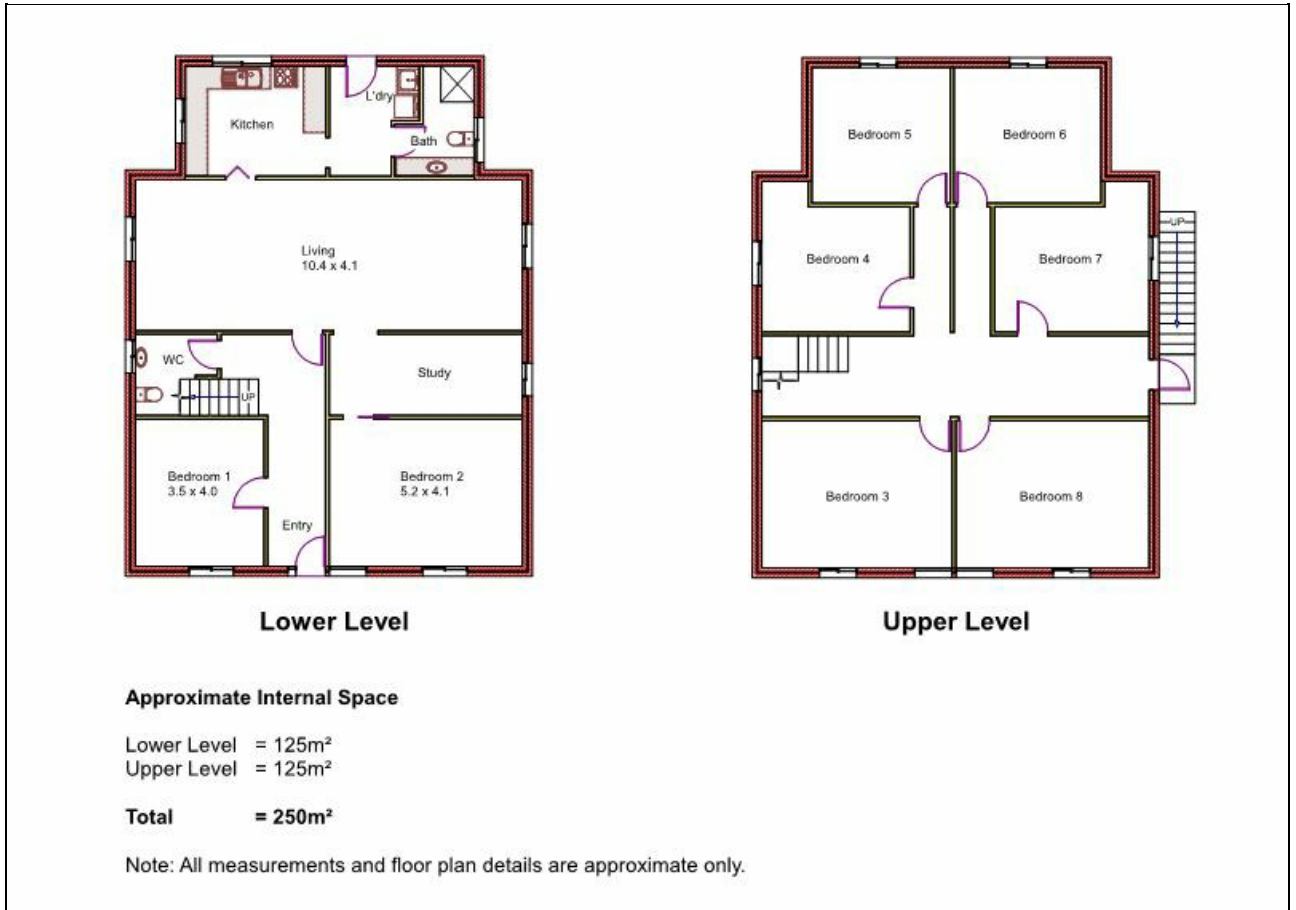 L'dry
Kitchen
Bath
Living
10.4 x 4.1
WC
Study
UP
Bedroom 1
3.5 x 4.0
Bedroom 2
5.2 x 4.1
Entry
Lower Level
Bedroom 5
Bedroom 6
UP
Bedroom 4
Bedroom 7
Bedroom 3
Bedroom 8
Upper Level
Approximate Internal Space
Lower Level = 125m²
Upper Level = 125m²
Total = 250m²
Note: All measurements and floor plan details are approximate only.